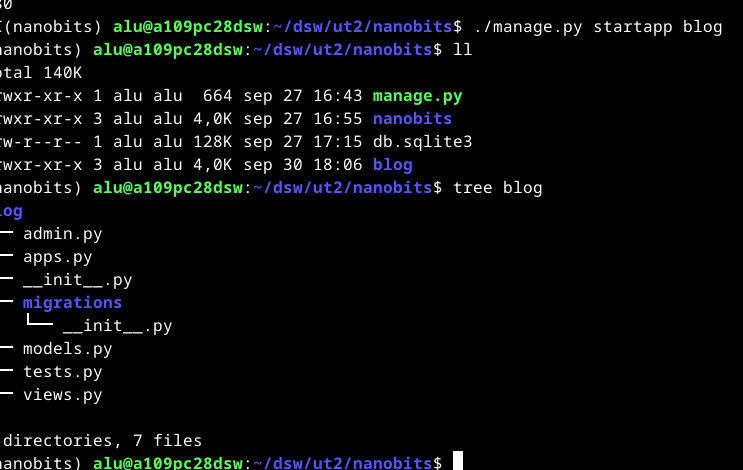 (nanobits) alu@a109pc28dsw:~/dsw/ut2/nanobits$ ./manage.py startapp blog
nanobits) alu@a109pc28dsw:~/dsw/ut2/nanobits$ ll
otal 140K
rwxr-xr-x 1 alu alu  664 sep 27 16:43 manage.py
rwxr-xr-x 3 alu alu 4,0K sep 27 16:55 nanobits
rw-r--r-- 1 alu alu 128K sep 27 17:15 db.sqlite3
rwxr-xr-x 3 alu alu 4,0K sep 30 18:06 blog
nanobits) alu@a109pc28dsw:~/dsw/ut2/nanobits$ tree blog
log
── admin.py
── apps.py
── __init__.py
── migrations
   └── __init__.py
── models.py
── tests.py
── views.py
directories, 7 files
nanobits) alu@a109pc28dsw:~/dsw/ut2/nanobits$